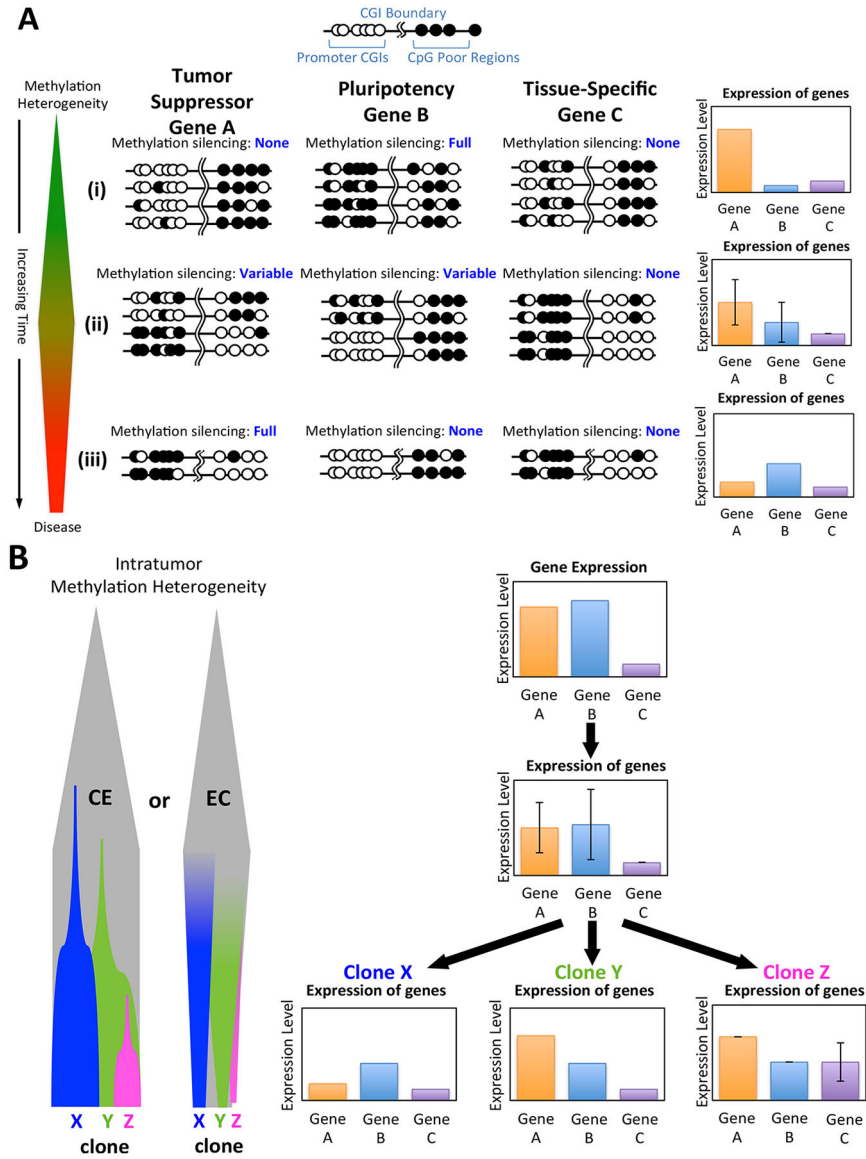 A
CGI Boundary
Promoter CGIs
CpG Poor Regions
Methylation
Heterogeneity
Tumor
Suppressor
Gene A
Pluripotency
Gene B
Tissue-Specific
Gene C
Methylation silencing: None
Methylation silencing: Full
Methylation silencing: None
(i)
Expression of genes
Expression Level
Gene A
Gene B
Gene C
Increasing Time
Methylation silencing: Variable
Methylation silencing: Variable
Methylation silencing: None
(ii)
Expression of genes
Expression Level
Gene A
Gene B
Gene C
Methylation silencing: Full
Methylation silencing: None
Methylation silencing: None
(iii)
Expression of genes
Expression Level
Gene A
Gene B
Gene C
Disease
B
Intratumor
Methylation Heterogeneity
CE
or
EC
X Y Z
clone
X Y Z
clone
Gene Expression
Expression Level
Gene A
Gene B
Gene C
Expression of genes
Expression Level
Gene A
Gene B
Gene C
Clone X
Expression of genes
Expression Level
Gene A
Gene B
Gene C
Clone Y
Expression of genes
Expression Level
Gene A
Gene B
Gene C
Clone Z
Expression of genes
Expression Level
Gene A
Gene B
Gene C